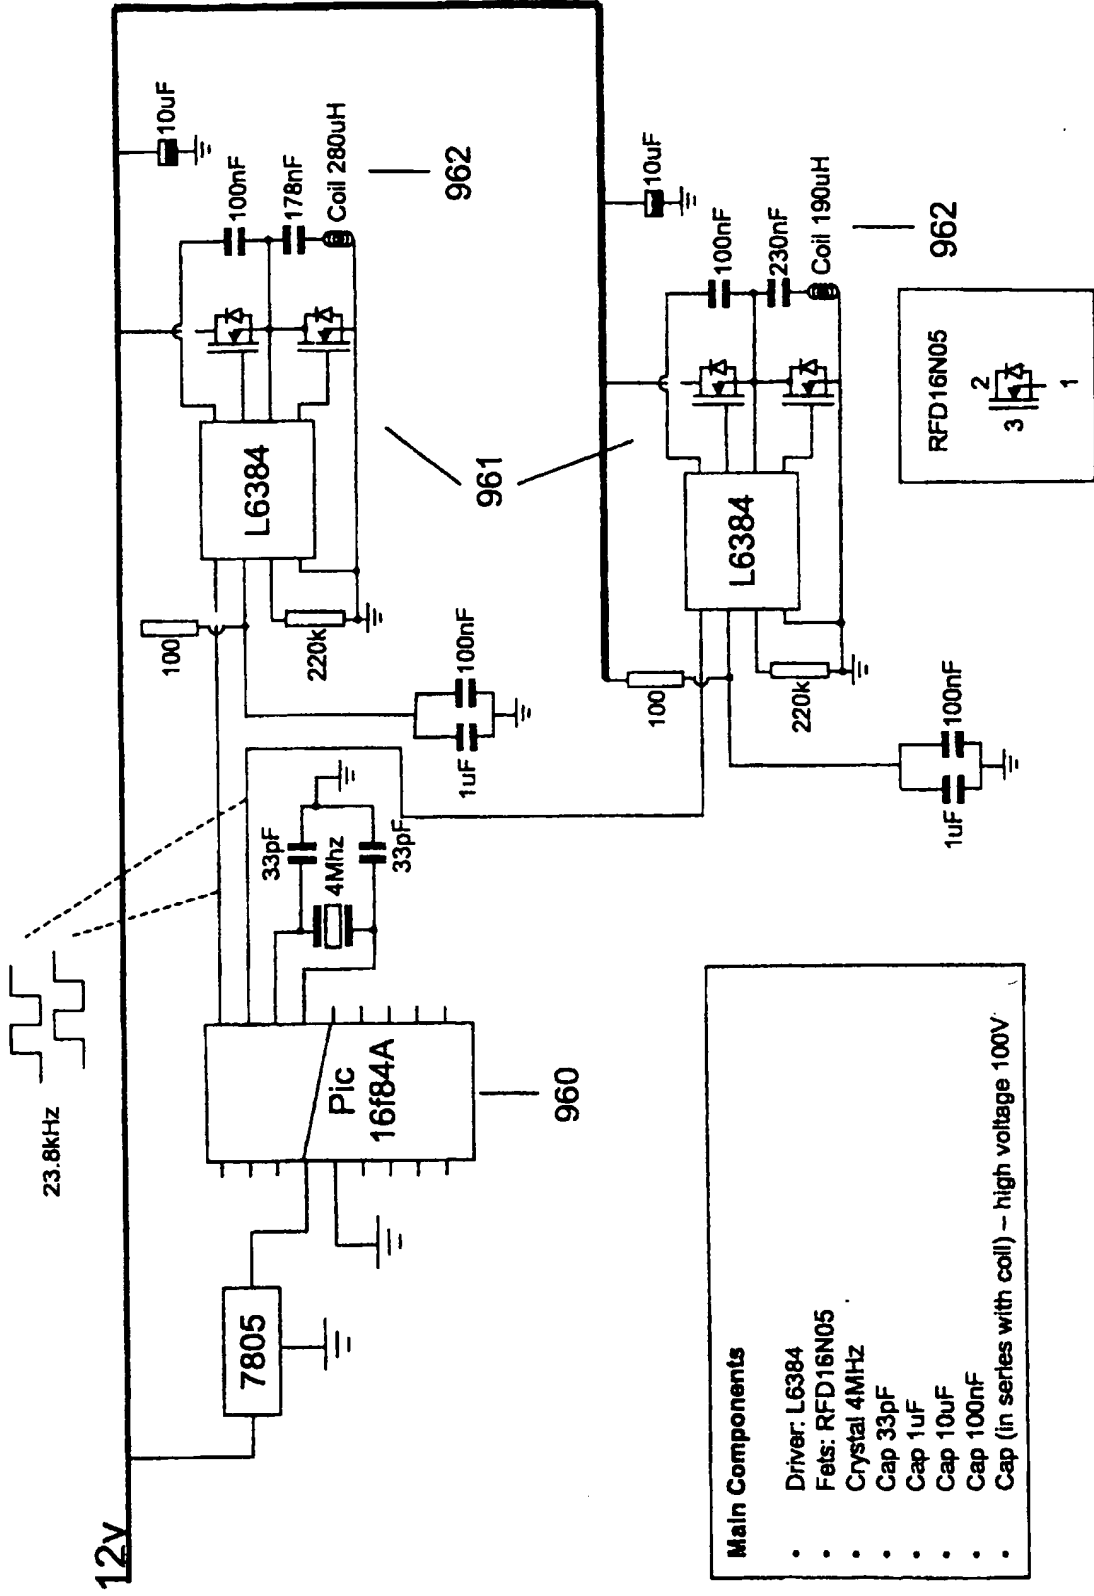 12v
23.8kHz
7805
Pic
16f84A
960
33pF
4Mhz
33pF
100
220k
1uF
100nF
L6384
961
10uF
100nF
178nF
Coil 280uH
962
100
220k
1uF
100nF
L6384
10uF
100nF
230nF
Coil 190uH
962
RFD16N05
3
2
1
Main Components
• Driver: L6384
• Fets: RFD16N05
• Crystal 4MHz
• Cap 33pF
• Cap 1uF
• Cap 10uF
• Cap 100nF
• Cap (in series with coil) – high voltage 100V